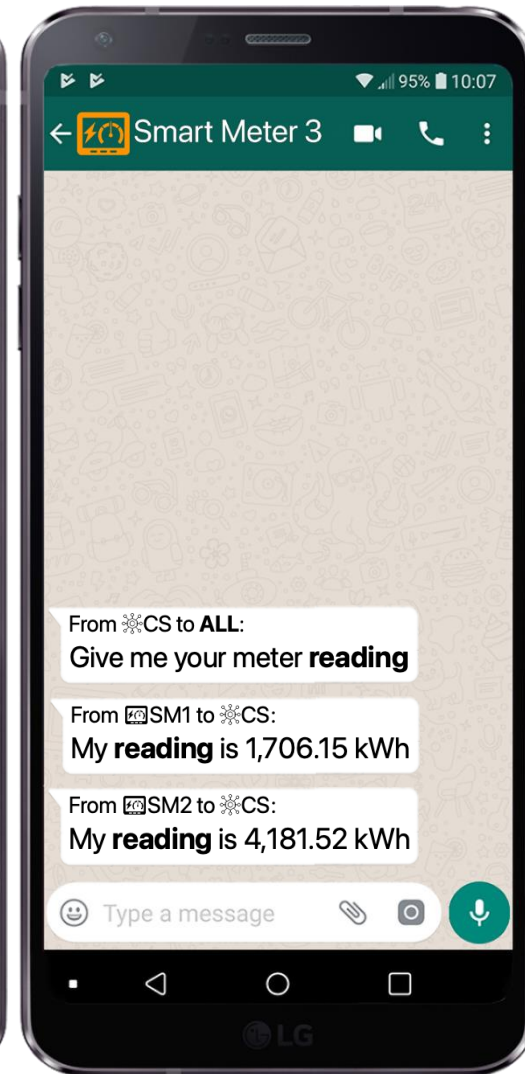 95% 10:07
Smart Meter 3
From CS to ALL:
Give me your meter reading
From SM1 to CS:
My reading is 1,706.15 kWh
From SM2 to CS:
My reading is 4,181.52 kWh
Type a message
LG